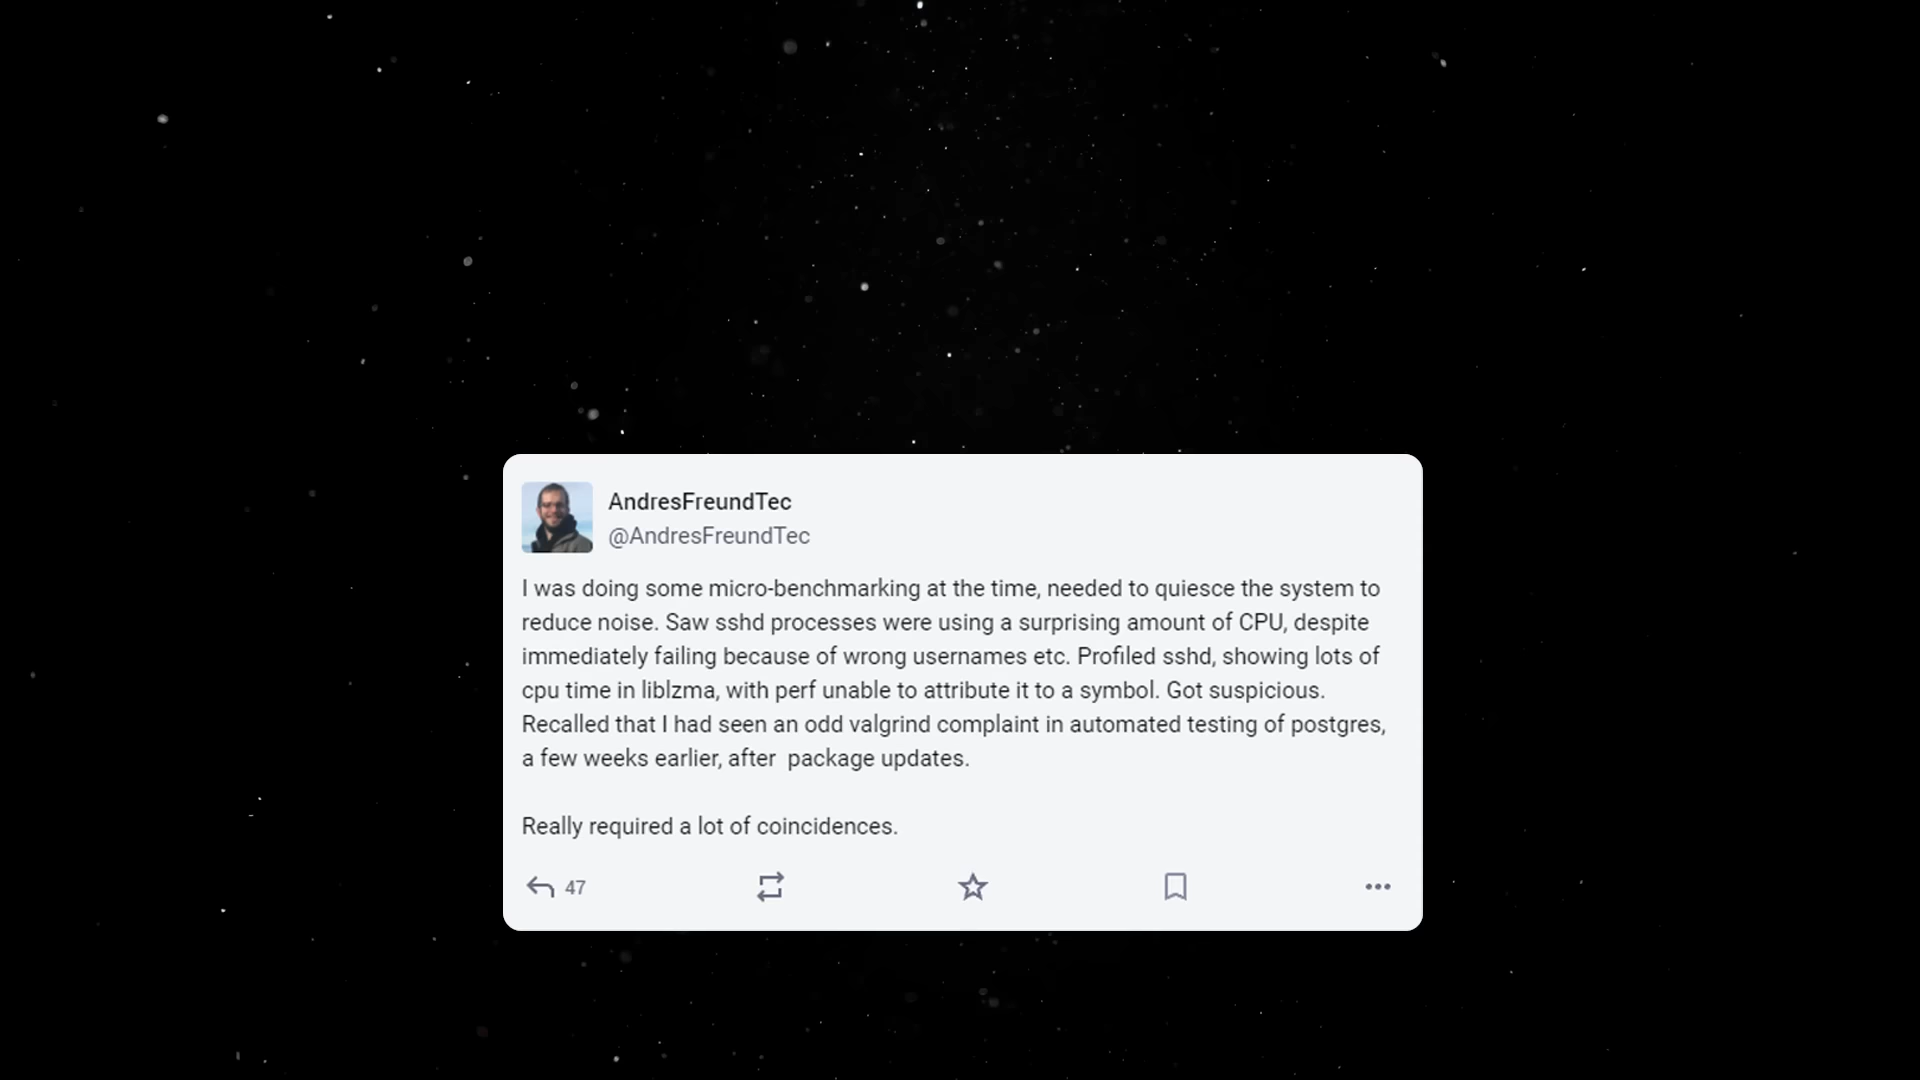 AndresFreundTec
@AndresFreundTec
I was doing some micro-benchmarking at the time, needed to quiesce the system to
reduce noise. Saw sshd processes were using a surprising amount of CPU, despite
immediately failing because of wrong usernames etc. Profiled sshd, showing lots of
cpu time in liblzma, with perf unable to attribute it to a symbol. Got suspicious.
Recalled that I had seen an odd valgrind complaint in automated testing of postgres,
a few weeks earlier, after  package updates.
Really required a lot of coincidences.
47